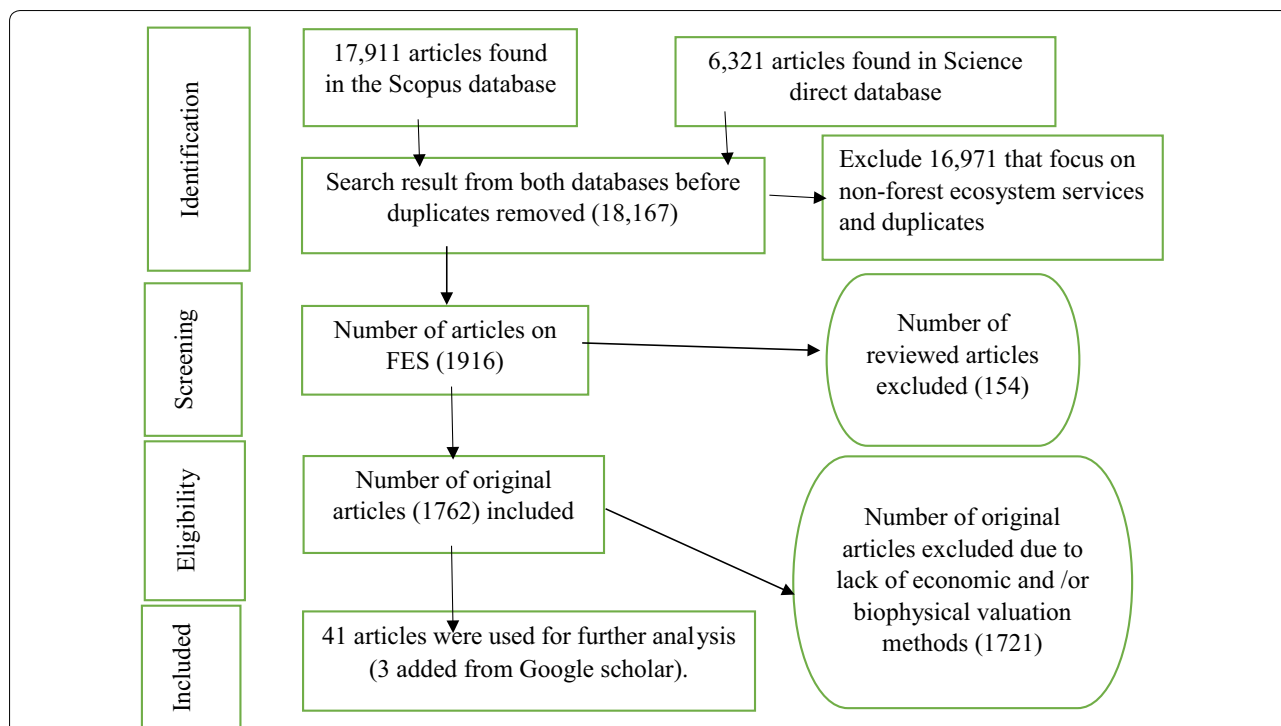 Identification
17,911 articles found
in the Scopus database
6,321 articles found in Science
direct database
Search result from both databases before
duplicates removed (18,167)
Exclude 16,971 that focus on
non-forest ecosystem services
and duplicates
Screening
Number of articles on
FES (1916)
Number of
reviewed articles
excluded (154)
Eligibility
Number of original
articles (1762) included
Number of original
articles excluded due to
lack of economic and /or
biophysical valuation
methods (1721)
Included
41 articles were used for further analysis
(3 added from Google scholar).